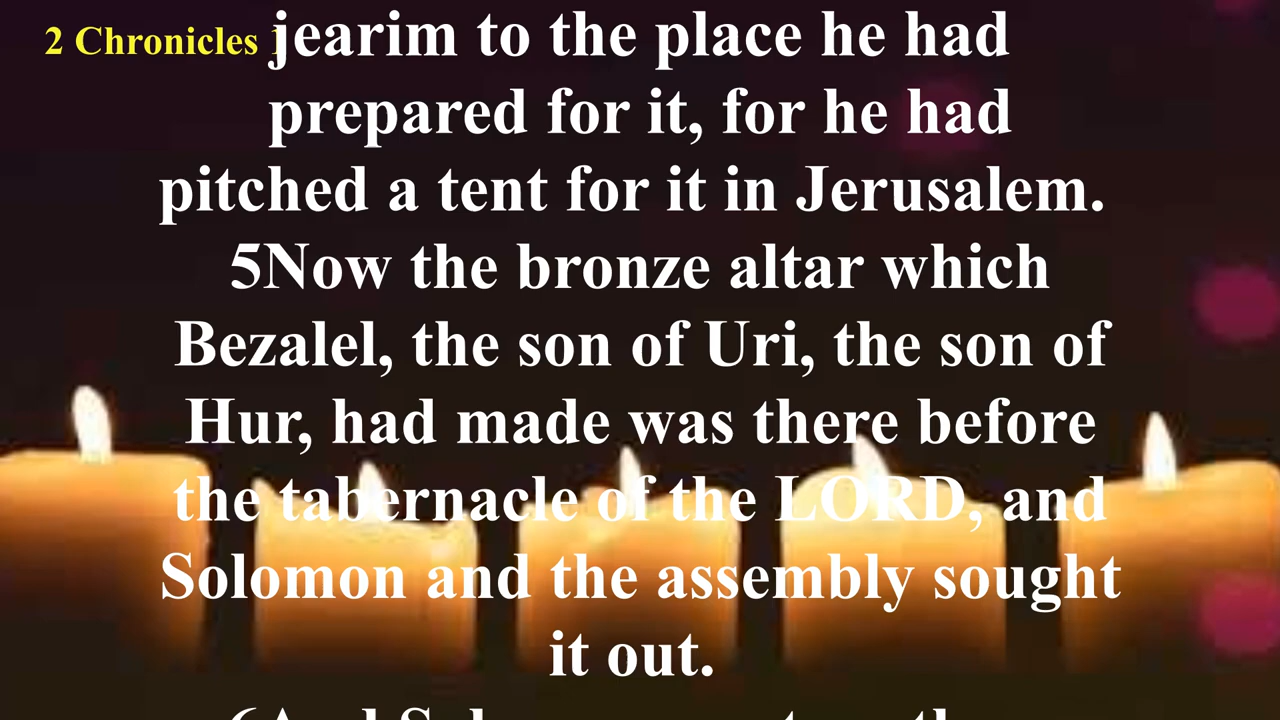 2 Chronicles
jearim to the place he had
prepared for it, for he had
pitched a tent for it in Jerusalem.
5Now the bronze altar which
Bezalel, the son of Uri, the son of
Hur, had made was there before
the tabernacle of the LORD, and
Solomon and the assembly sought
it out.